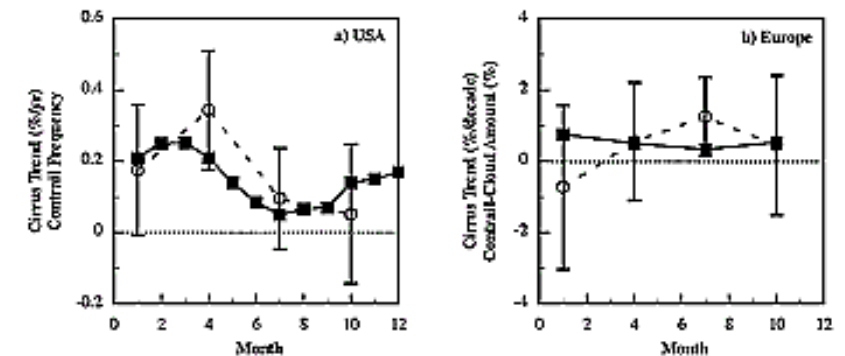 a) USA
Cirrus Trend (%/yr)
Contrail Frequency
0.6
0.4
0.2
0
-0.2
0 2 4 6 8 10 12
Month
b) Europe
Cirrus Trend (%/decade)
Contrail-Cloud Amount (%)
4
2
0
-2
-4
0 2 4 6 8 10 12
Month